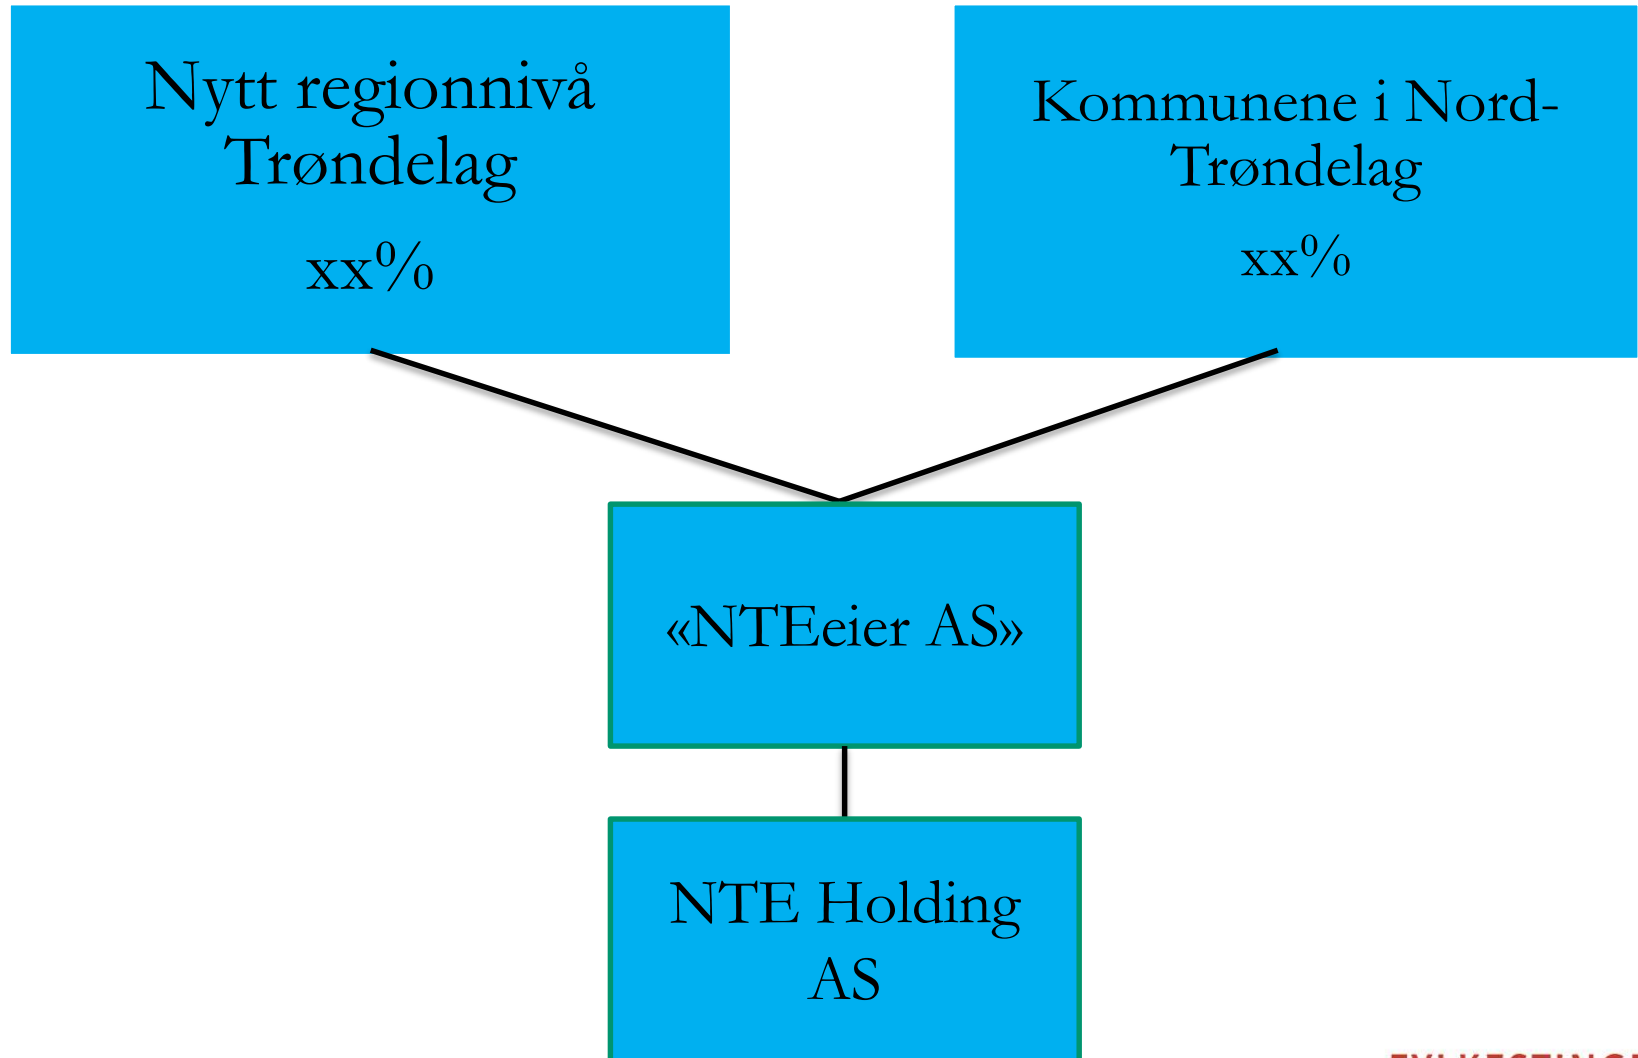 Nytt regionnivå
Trøndelag
xx%
Kommunene i Nord-
Trøndelag
xx%
«NTEeier AS»
NTE Holding
AS